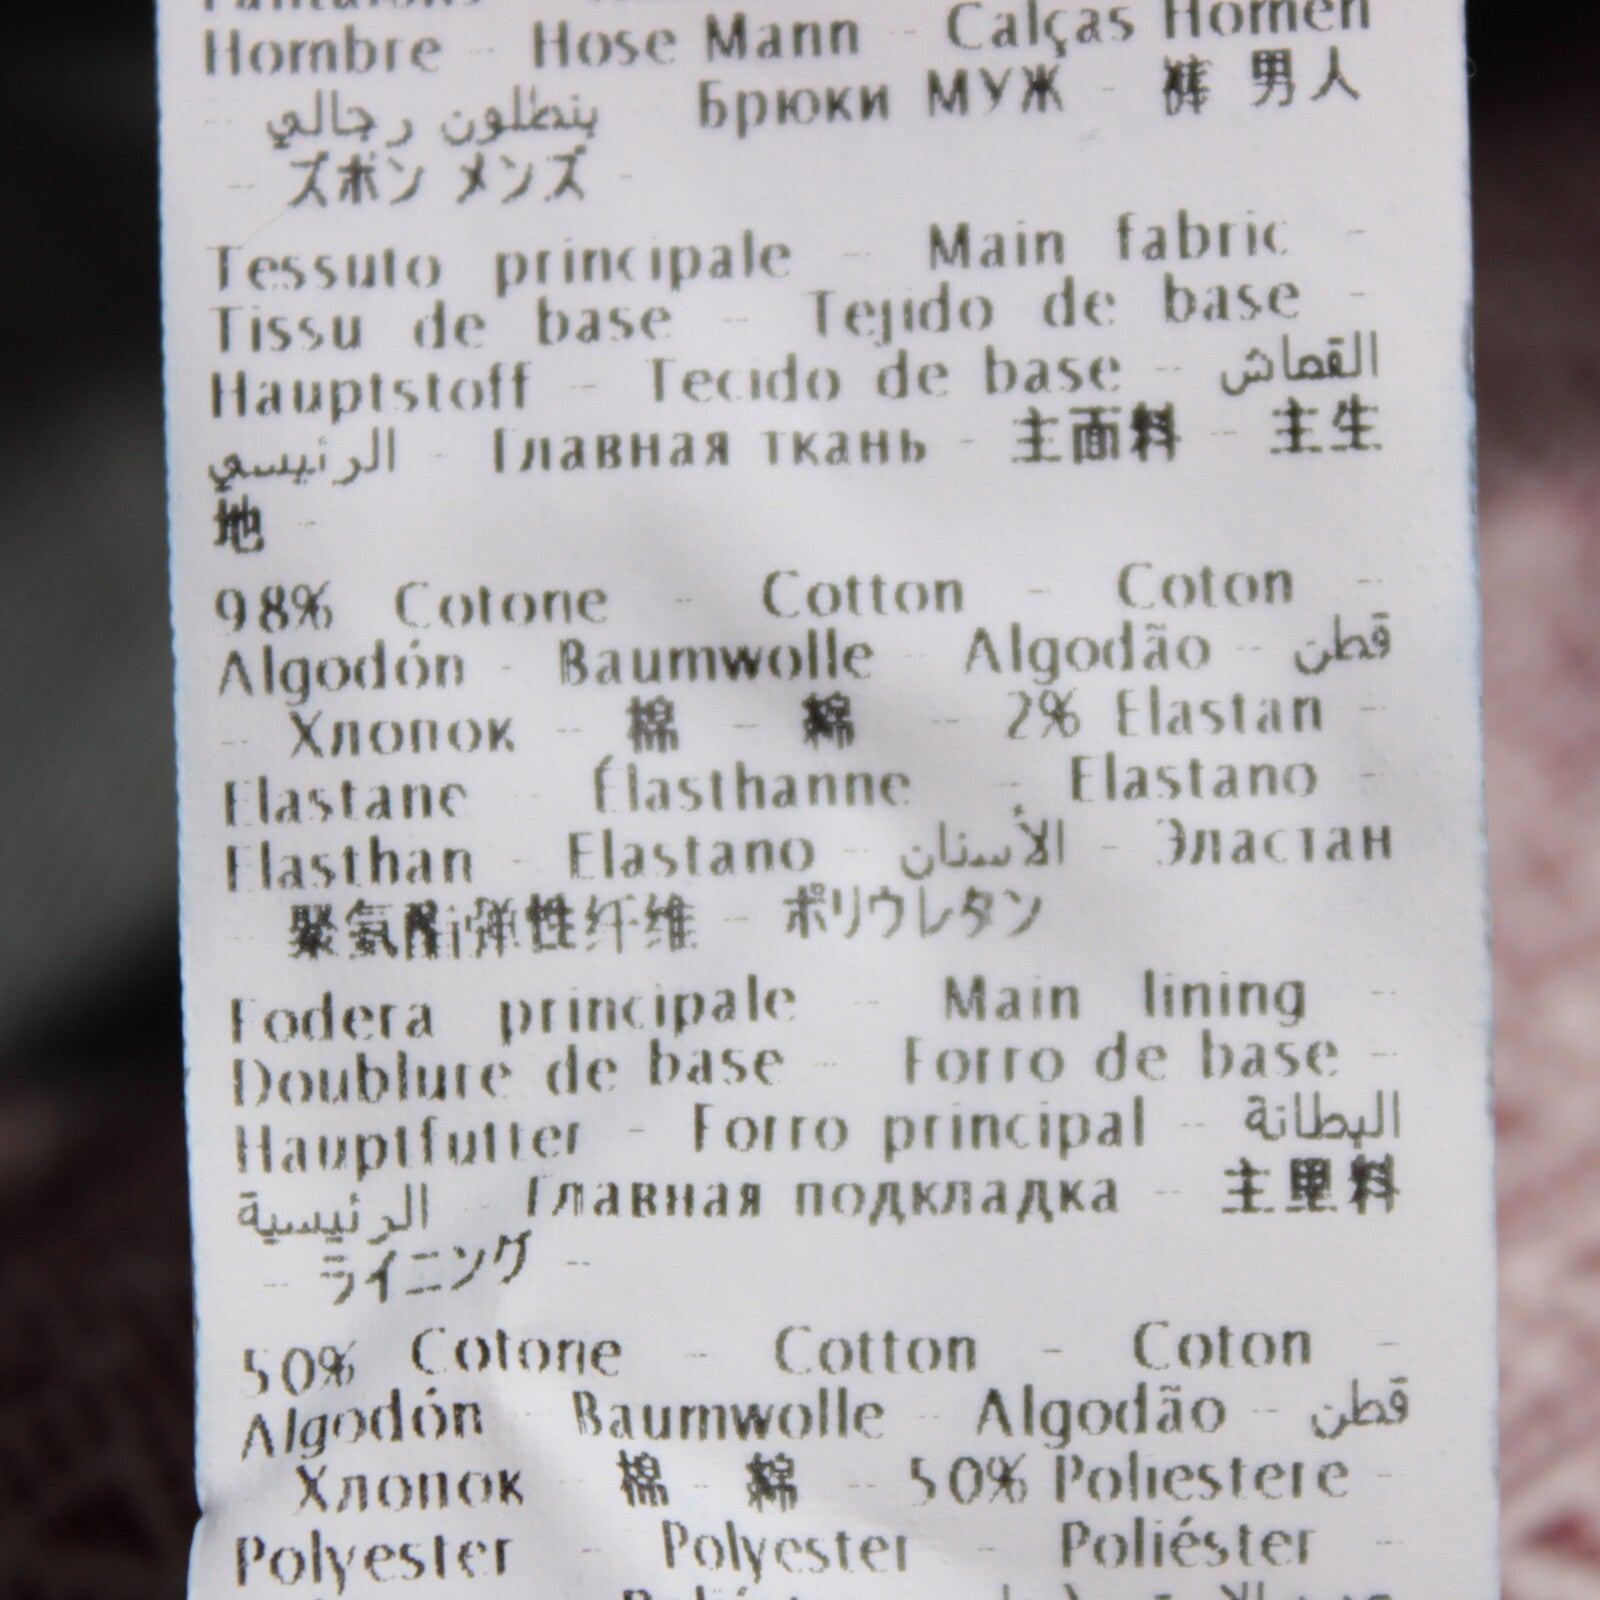 Hombre - Hose Mann - Calças Homen
- بنطلون رجالي - Брюки МУЖ - 裤 男人
- ズボン メンズ -
Tessuto principale - Main fabric -
Tissu de base - Tejido de base -
Hauptstoff - Tecido de base - القماش
الرئيسي - Главная ткань - 主面料 - 主生
地 -
98% Cotone - Cotton - Coton -
Algodón - Baumwolle - Algodão - قطن
- Хлопок - 棉 - 綿 - 2% Elastan -
Elastane - Élasthanne - Elastano -
Elasthan - Elastano - الأستان - Эластан
- 聚氨酯弹性纤维 - ポリウレタン
Fodera principale - Main lining -
Doublure de base - Forro de base -
Hauptfutter - Forro principal - البطانة
الرئيسية - Главная подкладка - 主里料
- ライニング -
50% Cotone - Cotton - Coton -
Algodón - Baumwolle - Algodão - قطن
- Хлопок - 棉 - 綿 - 50% Poliestere -
Polyester - Polyester - Poliéster -